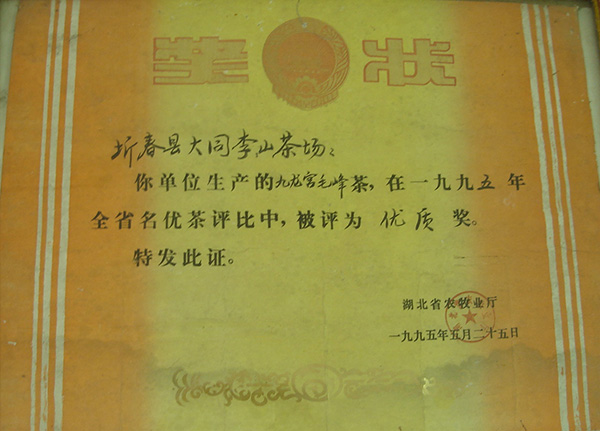 奖状
圻春县大同李山茶场：
你单位生产的九龙宫毛峰茶，在一九九五年
全省名优茶评比中，被评为 优质 奖。
特发此证。
湖北省农牧业厅
一九九五年五月二十五日